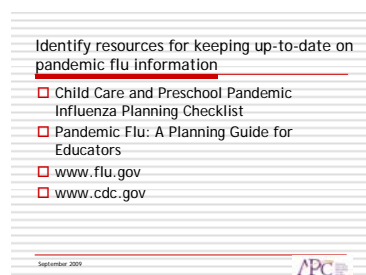 Identify resources for keeping up-to-date on
pandemic flu information
Child Care and Preschool Pandemic
Influenza Planning Checklist
Pandemic Flu: A Planning Guide for
Educators
www.flu.gov
www.cdc.gov
September 2009
APC